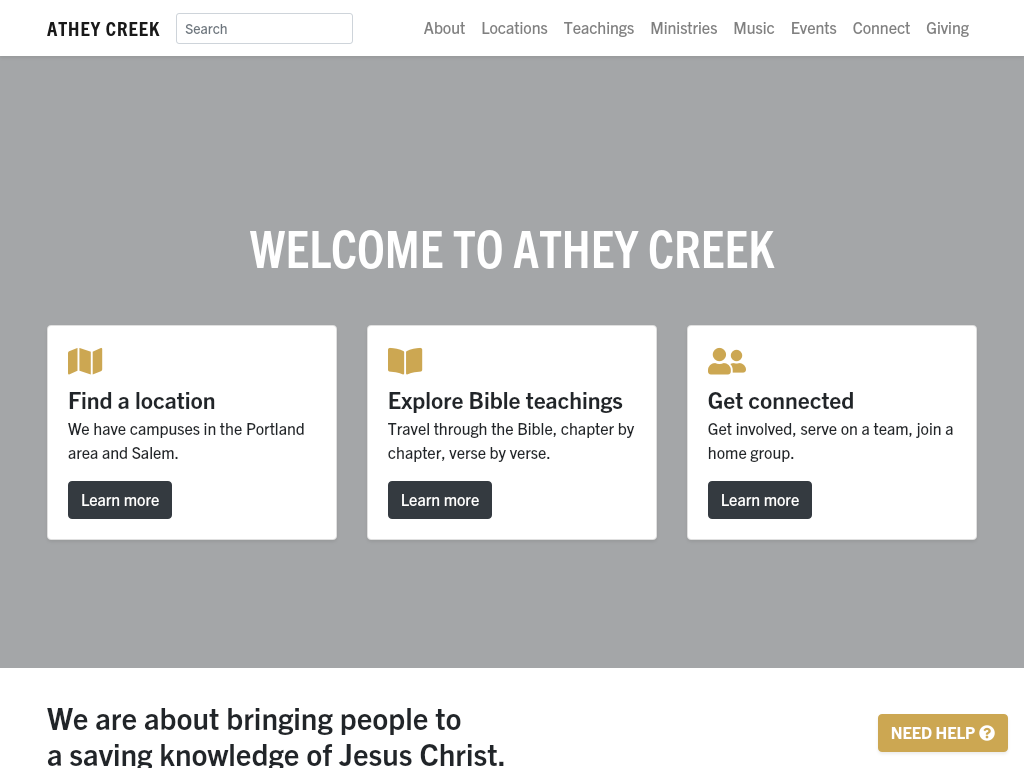 ATHEY CREEK
Search
About Locations Teachings Ministries Music Events Connect Giving
WELCOME TO ATHEY CREEK
Find a location
We have campuses in the Portland
area and Salem.
Learn more
Explore Bible teachings
Travel through the Bible, chapter by
chapter, verse by verse.
Learn more
Get connected
Get involved, serve on a team, join a
home group.
Learn more
We are about bringing people to
a saving knowledge of Jesus Christ.
NEED HELP